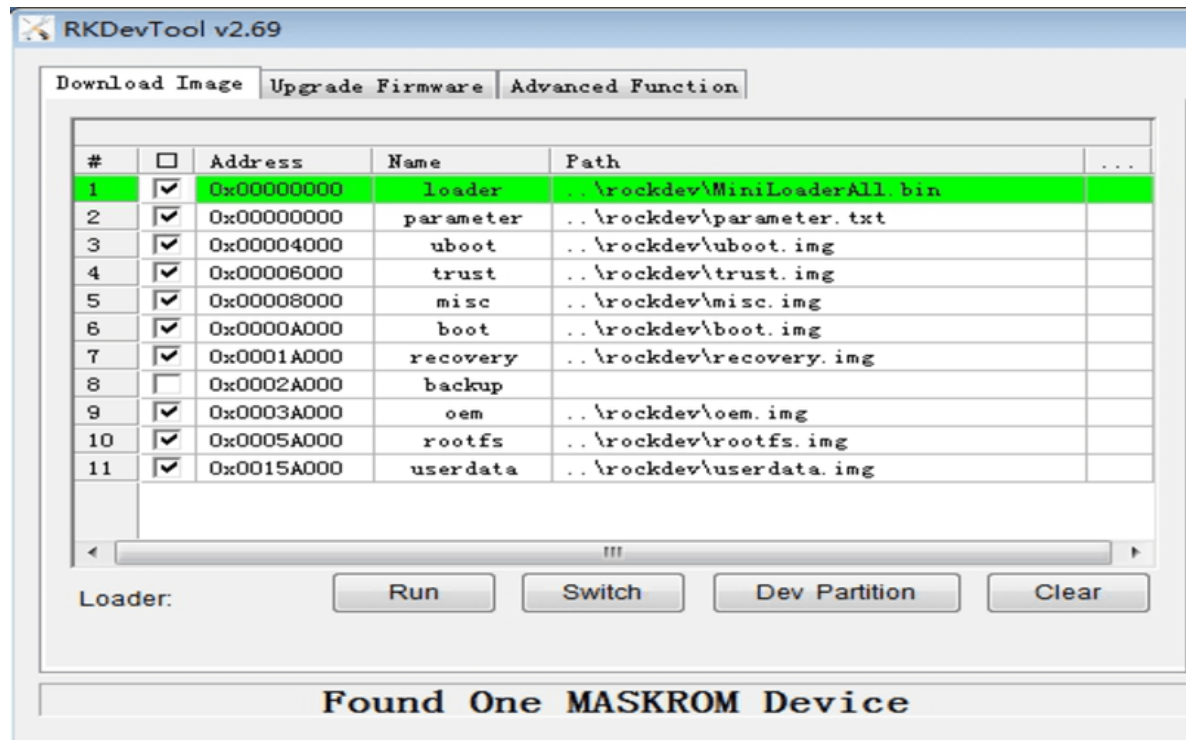 RKDevTool v2.69
Download Image Upgrade Firmware Advanced Function
# Address Name Path ...
1 0x00000000 loader ..\rockdev\MiniLoaderAll.bin
2 0x00000000 parameter ..\rockdev\parameter.txt
3 0x00004000 uboot ..\rockdev\uboot.img
4 0x00006000 trust ..\rockdev\trust.img
5 0x00008000 misc ..\rockdev\misc.img
6 0x0000A000 boot ..\rockdev\boot.img
7 0x0001A000 recovery ..\rockdev\recovery.img
8 0x0002A000 backup
9 0x0003A000 oem ..\rockdev\oem.img
10 0x0005A000 rootfs ..\rockdev\rootfs.img
11 0x0015A000 userdata ..\rockdev\userdata.img
Loader: Run Switch Dev Partition Clear
Found One MASKROM Device